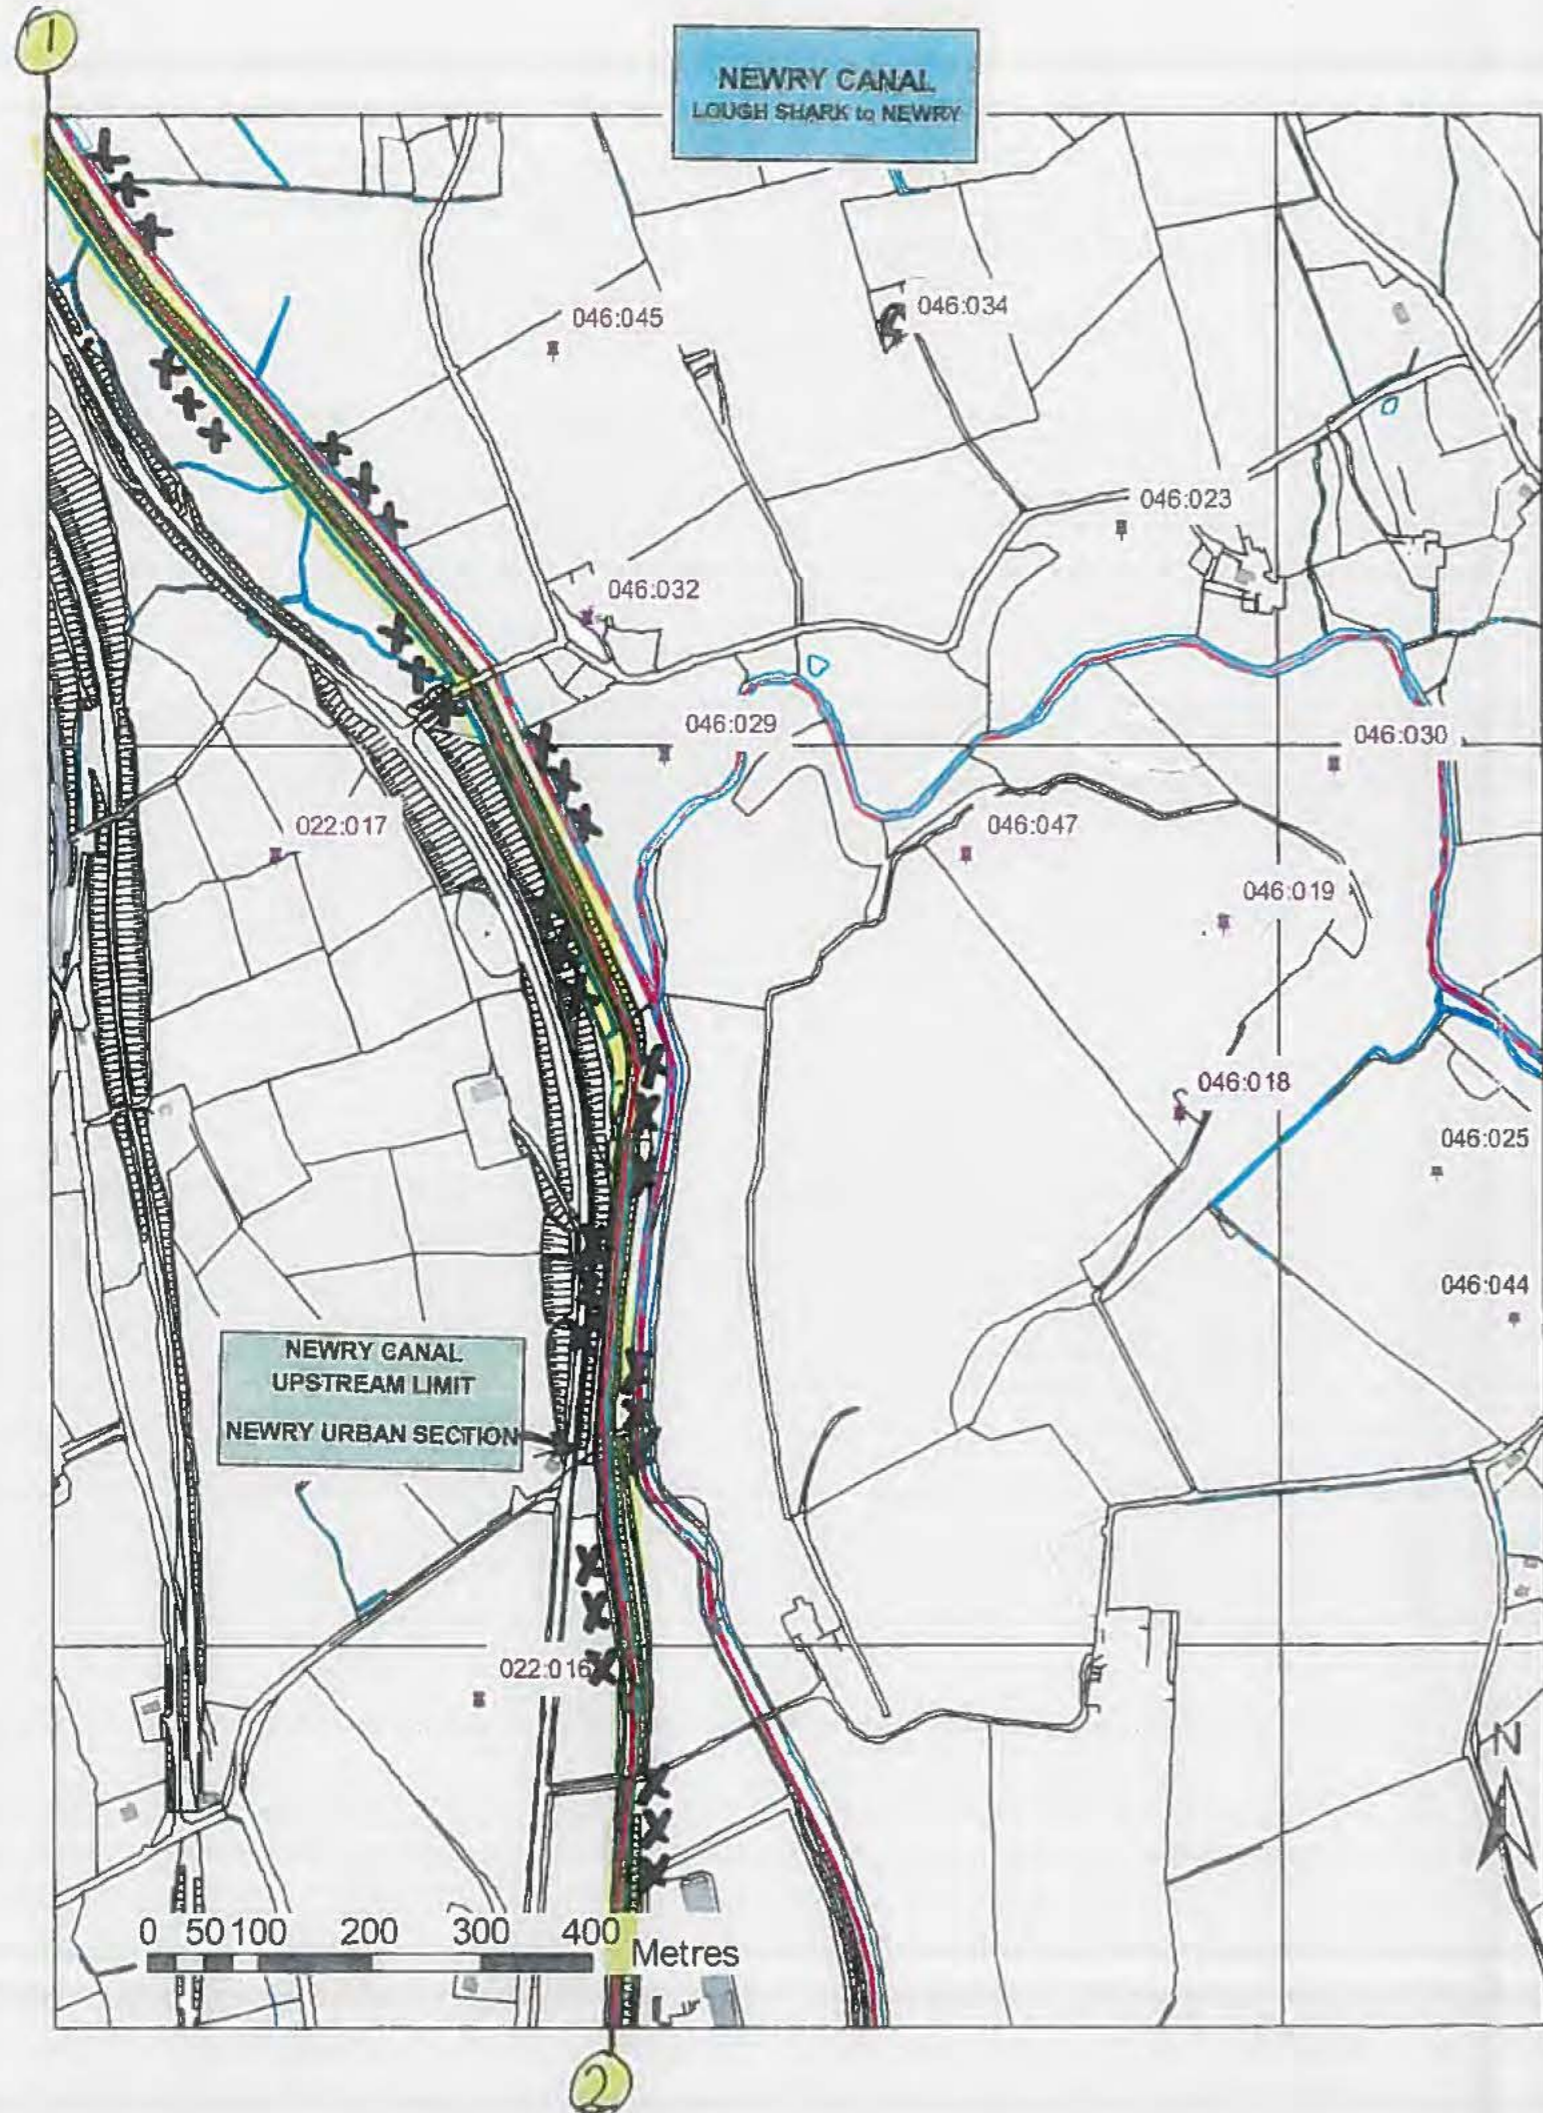 1
NEWRY CANAL
LOUGH SHARK to NEWRY
046:045
046:034
046:023
046:032
046:029
046:030
022:017
046:047
046:019
046:018
046:025
046:044
NEWRY CANAL
UPSTREAM LIMIT
NEWRY URBAN SECTION
022:016
N
0 50 100 200 300 400 Metres
2